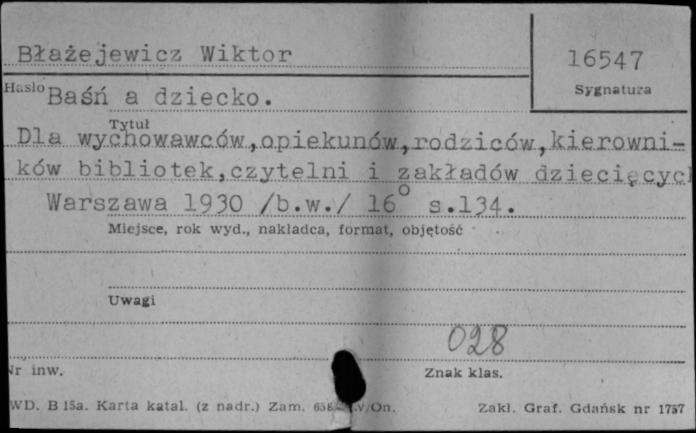 Błażejewicz Wiktor
16547
Sygnatura
Hasło
Baśń a dziecko.
Tytuł
Dla wychowawców,opiekunów,rodziców,kierowni-
ków bibliotek,czytelni i zakładów dziecięcych
Warszawa 1930 /b.w./ 16° s.134.
Miejsce, rok wyd., nakładca, format, objętość
Uwagi
028
Nr inw.
Znak klas.
WD. B 15a. Karta katal. (z nadr.) Zam.
Zakł. Graf. Gdańsk nr 1757